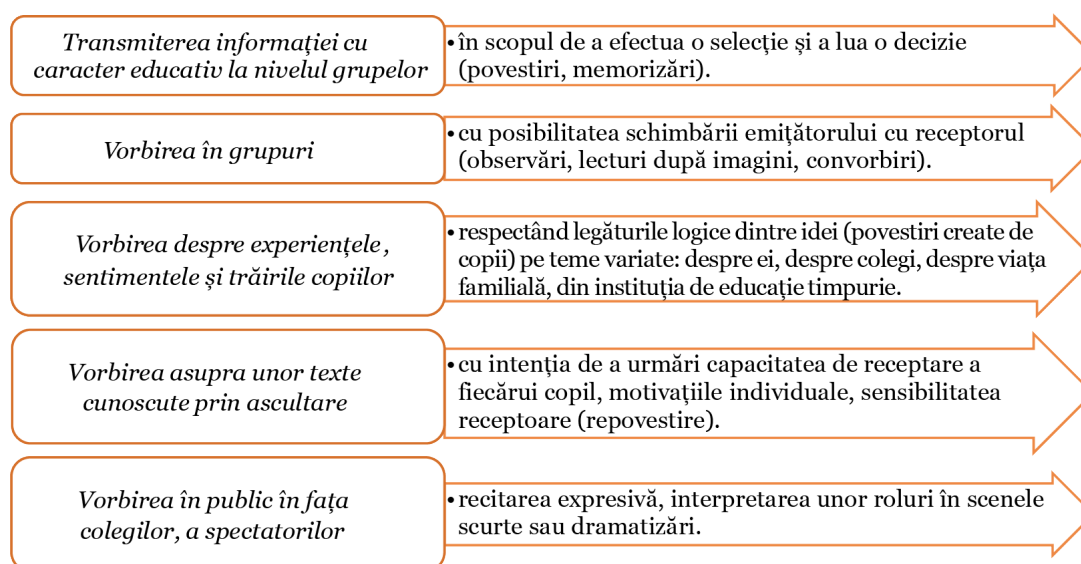 Transmiterea informației cu
caracter educativ la nivelul grupelor
•în scopul de a efectua o selecție și a lua o decizie
(povestiri, memorizări).
Vorbirea în grupuri
•cu posibilitatea schimbării emițătorului cu receptorul
(observări, lecturi după imagini, convorbiri).
Vorbirea despre experiențele,
sentimentele și trăirile copiilor
•respectând legăturile logice dintre idei (povestiri create de
copii) pe teme variate: despre ei, despre colegi, despre viața
familială, din instituția de educație timpurie.
Vorbirea asupra unor texte
cunoscute prin ascultare
•cu intenția de a urmări capacitatea de receptare a
fiecărui copil, motivațiile individuale, sensibilitatea
receptoare (repovestire).
Vorbirea în public în fața
colegilor, a spectatorilor
•recitarea expresivă, interpretarea unor roluri în scenele
scurte sau dramatizări.